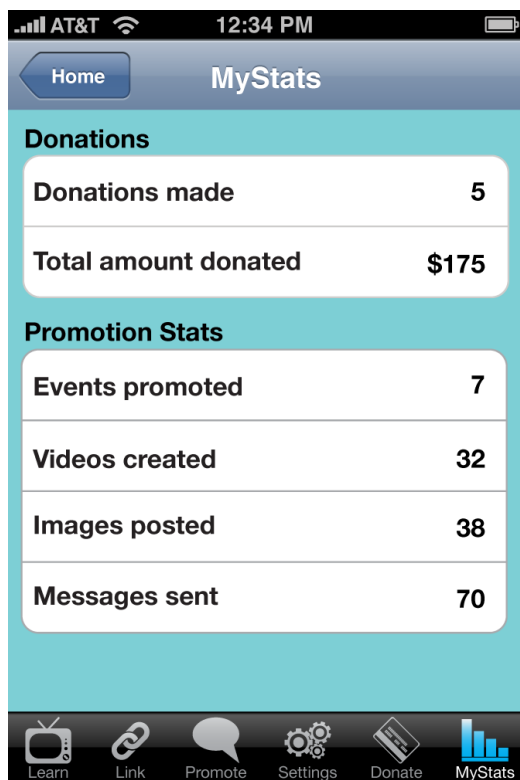 AT&T 12:34 PM
Home MyStats
Donations
Donations made 5
Total amount donated $175
Promotion Stats
Events promoted 7
Videos created 32
Images posted 38
Messages sent 70
Learn Link Promote Settings Donate MyStats